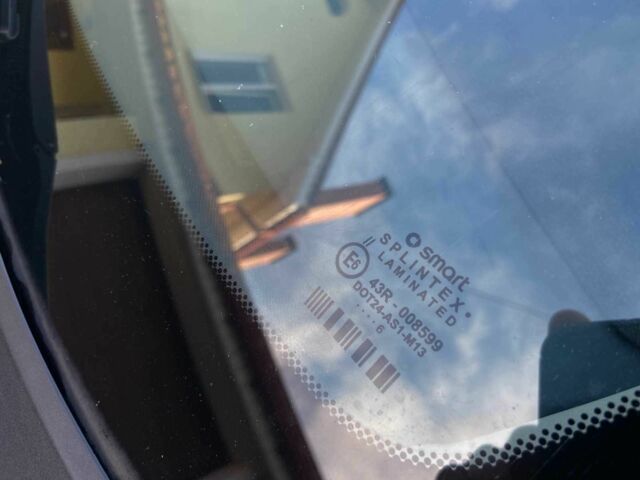 smart
SPLINTEX®
LAMINATED
E6 // 43R - 008599
DOT24-AS1-M13
....6